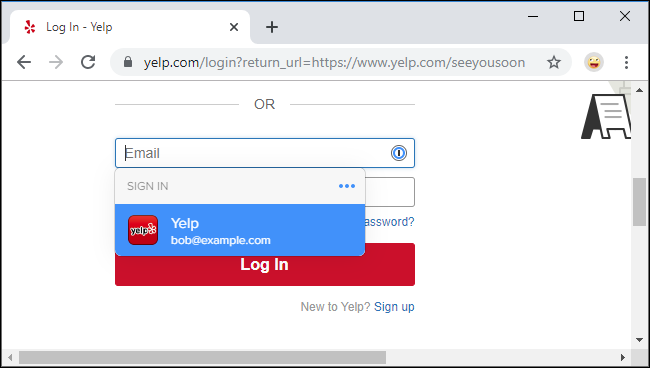 Log In - Yelp
yelp.com/login?return_url=https://www.yelp.com/seeyousoon
OR
Email
SIGN IN
assword?
yelp
Yelp
bob@example.com
Log In
New to Yelp? Sign up